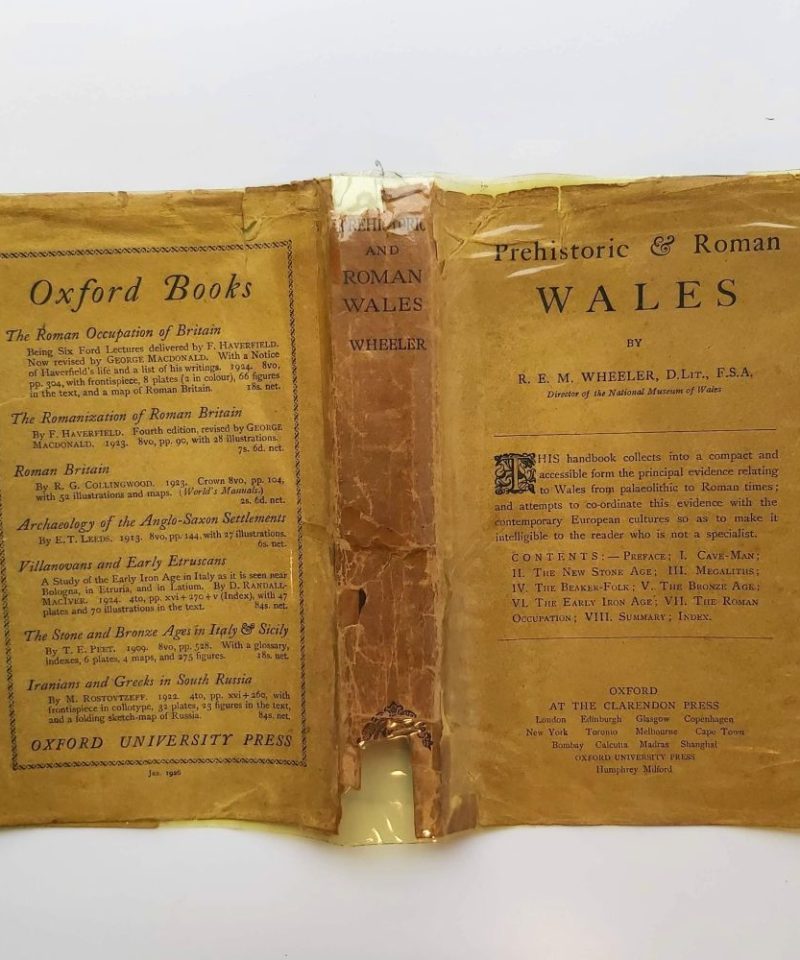 Oxford Books
The Roman Occupation of Britain
Being Six Ford Lectures delivered by F. HAVERFIELD.
Now revised by GEORGE MACDONALD. With a Notice
of Haverfield's life and a list of his writings. 1924. 8vo,
pp. 304, with frontispiece, 8 plates (2 in colour), 66 figures
in the text, and a map of Roman Britain. 18s. net.
The Romanization of Roman Britain
By F. HAVERFIELD. Fourth edition, revised by GEORGE
MACDONALD. 1923. 8vo, pp. 90, with 28 illustrations.
7s. 6d. net.
Roman Britain
By R. G. COLLINGWOOD. 1923. Crown 8vo, pp. 104,
with 52 illustrations and maps. (World's Manuals.)
2s. 6d. net.
Archaeology of the Anglo-Saxon Settlements
By E. T. LEEDS. 1913. 8vo, pp. 144, with 27 illustrations.
6s. net.
Villanovans and Early Etruscans
A Study of the Early Iron Age in Italy as it is seen near
Bologna, in Etruria, and in Latium. By D. RANDALL-
MACIVER. 1924. 4to, pp. xvi + 270 + v (Index), with 47
plates and 70 illustrations in the text. 84s. net.
The Stone and Bronze Ages in Italy & Sicily
By T. E. PEET. 1909. 8vo, pp. 528. With a glossary,
indexes, 6 plates, 4 maps, and 275 figures. 18s. net.
Iranians and Greeks in South Russia
By M. ROSTOVTZEFF. 1922. 4to, pp. xvi + 260, with
frontispiece in collotype, 32 plates, 23 figures in the text,
and a folding sketch-map of Russia. 84s. net.
OXFORD UNIVERSITY PRESS
Jan. 1926
PREHISTORIC
AND
ROMAN
WALES
WHEELER
Prehistoric & Roman
WALES
BY
R. E. M. WHEELER, D.LIT., F.S.A.
Director of the National Museum of Wales
THIS handbook collects into a compact and
accessible form the principal evidence relating
to Wales from palaeolithic to Roman times;
and attempts to co-ordinate this evidence with the
contemporary European cultures so as to make it
intelligible to the reader who is not a specialist.
CONTENTS:—PREFACE; I. CAVE-MAN;
II. THE NEW STONE AGE; III. MEGALITHS;
IV. THE BEAKER-FOLK; V. THE BRONZE AGE;
VI. THE EARLY IRON AGE; VII. THE ROMAN
OCCUPATION; VIII. SUMMARY; INDEX.
OXFORD
AT THE CLARENDON PRESS
London Edinburgh Glasgow Copenhagen
New York Toronto Melbourne Cape Town
Bombay Calcutta Madras Shanghai
OXFORD UNIVERSITY PRESS
Humphrey Milford